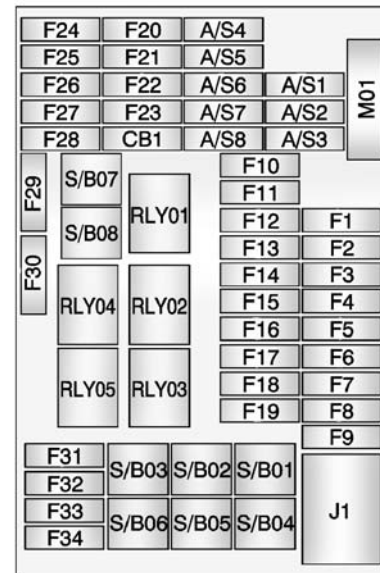 F24 F20 A/S4
F25 F21 A/S5
F26 F22 A/S6 A/S1
F27 F23 A/S7 A/S2
F28 CB1 A/S8 A/S3
M01
F29
F30
S/B07
S/B08
RLY01
RLY04 RLY02
RLY05 RLY03
F10
F11
F12 F1
F13 F2
F14 F3
F15 F4
F16 F5
F17 F6
F18 F7
F19 F8
F9
F31
F32
F33
F34
S/B03 S/B02 S/B01
S/B06 S/B05 S/B04
J1